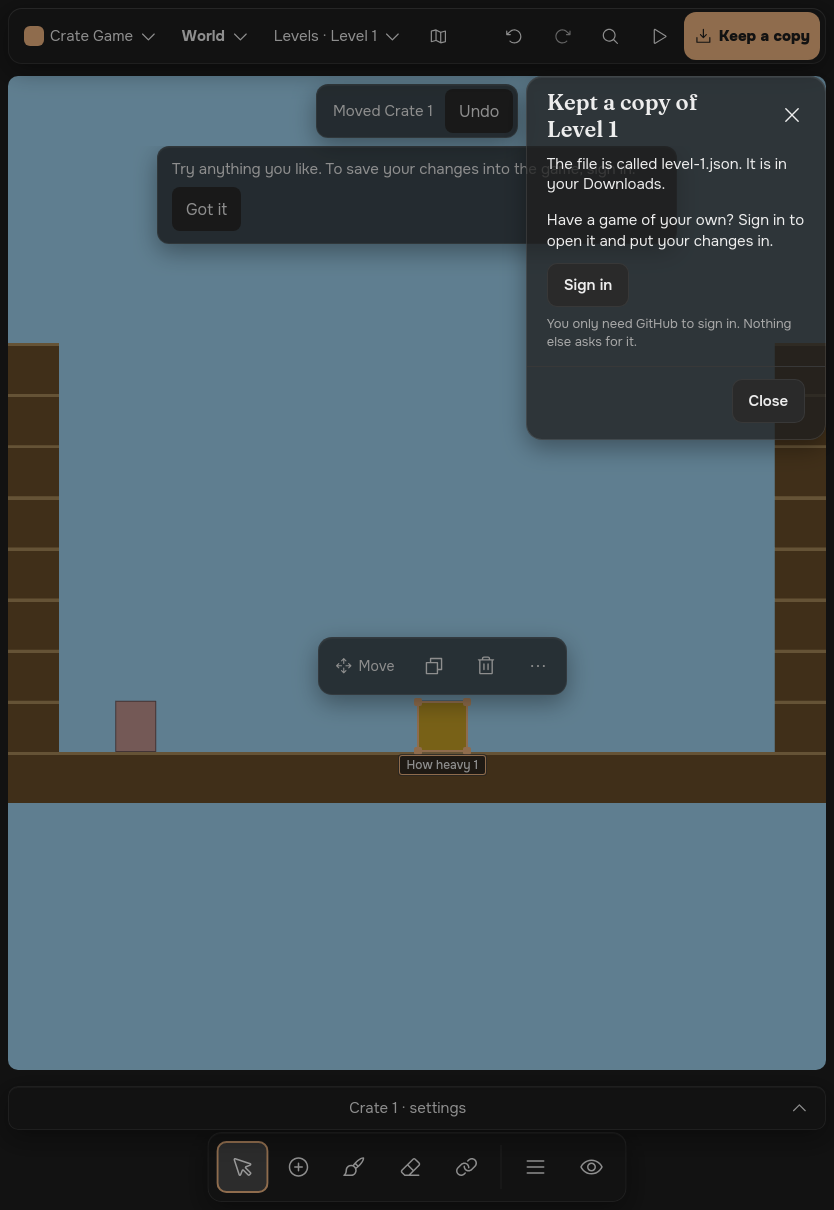 Crate Game
World
Levels · Level 1
Keep a copy
Moved Crate 1
Undo
Try anything you like. To save your changes into the game, sign in.
Got it
Kept a copy of
Level 1
The file is called level-1.json. It is in
your Downloads.
Have a game of your own? Sign in to
open it and put your changes in.
Sign in
You only need GitHub to sign in. Nothing
else asks for it.
Close
Move
How heavy 1
Crate 1 · settings